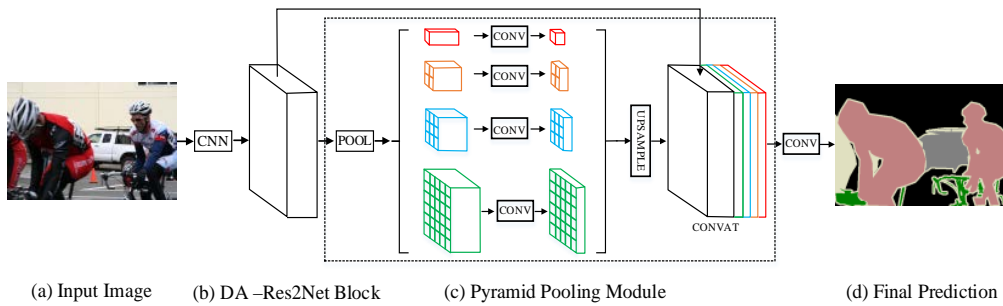 CNN
POOL
CONV
CONV
CONV
CONV
UPSAMPLE
CONVAT
CONV
(a) Input Image
(b) DA –Res2Net Block
(c) Pyramid Pooling Module
(d) Final Prediction